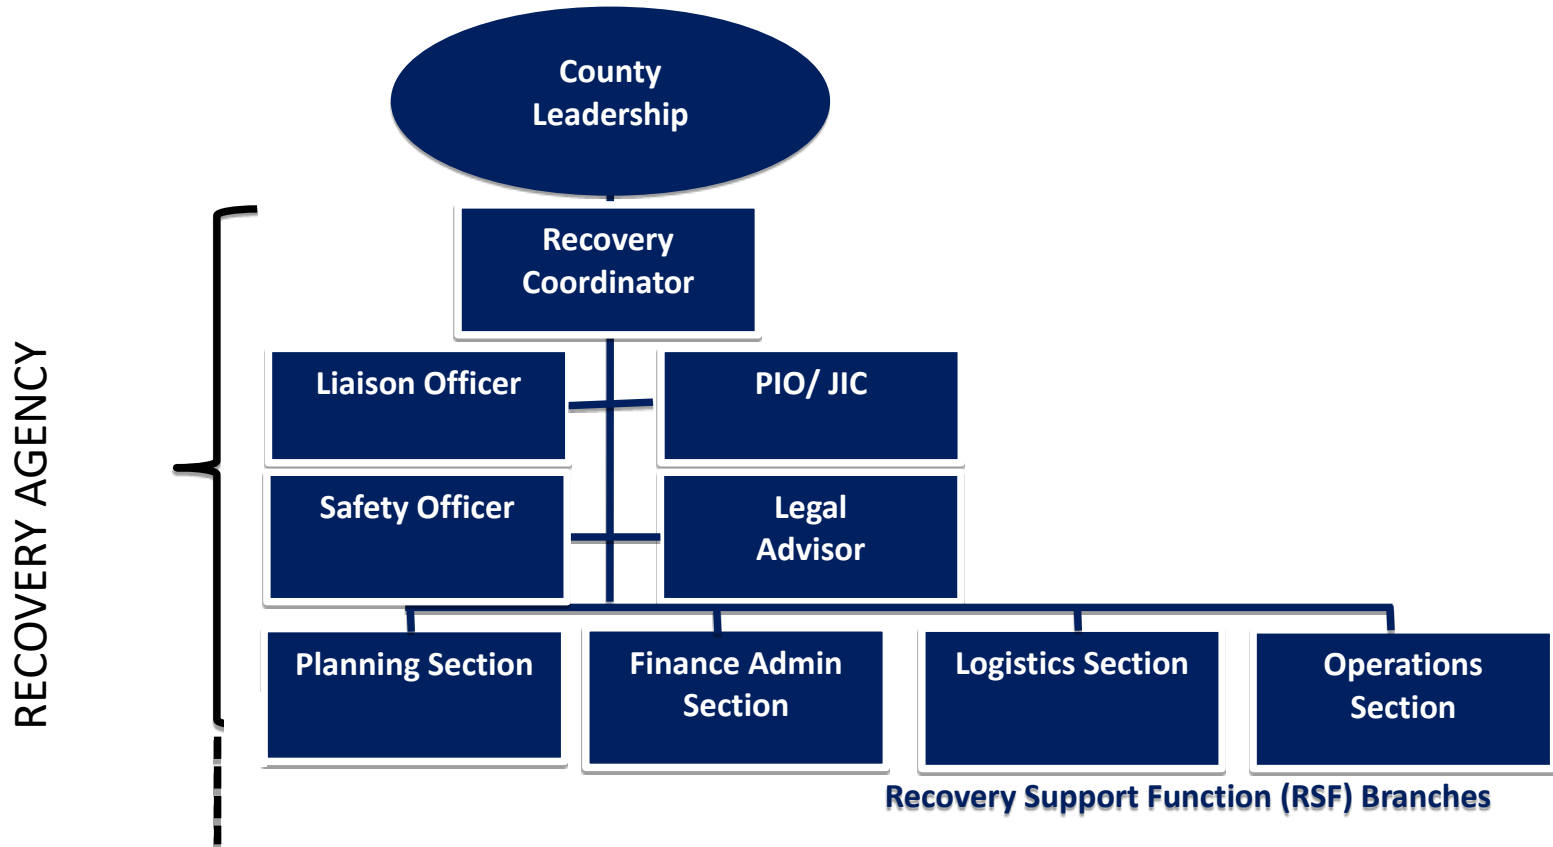 County
Leadership
RECOVERY AGENCY
Recovery
Coordinator
Liaison Officer
PIO/ JIC
Safety Officer
Legal
Advisor
Planning Section
Finance Admin
Section
Logistics Section
Operations
Section
Recovery Support Function (RSF) Branches